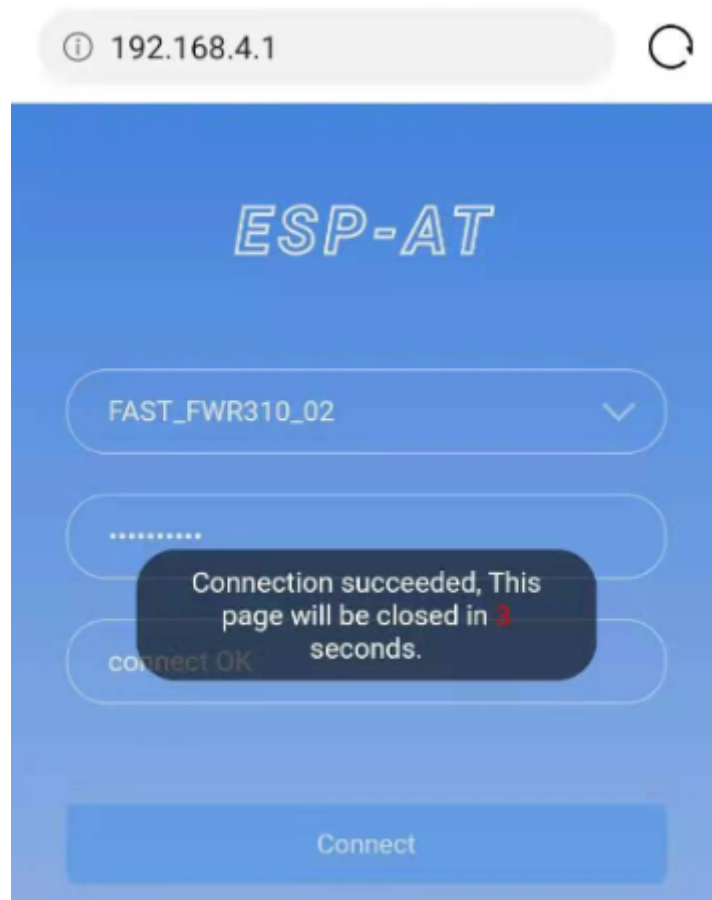 192.168.4.1
ESP-AT
FAST_FWR310_02
••••••••••
Connection succeeded, This
page will be closed in 3
seconds.
connect OK
Connect